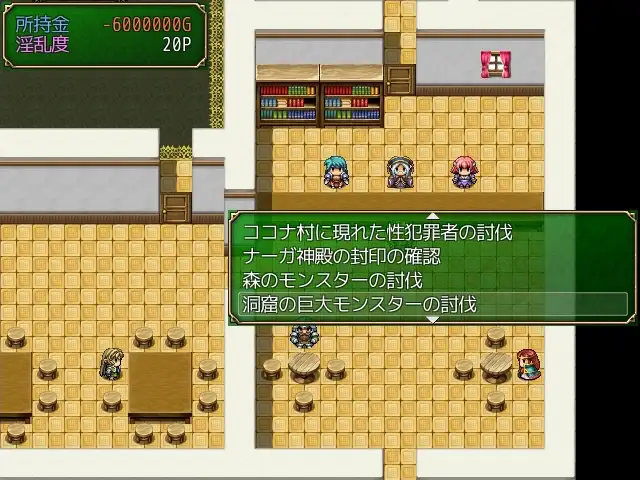 所持金 -6000000G
淫乱度 20P
ココナ村に現れた性犯罪者の討伐
ナーガ神殿の封印の確認
森のモンスターの討伐
洞窟の巨大モンスターの討伐